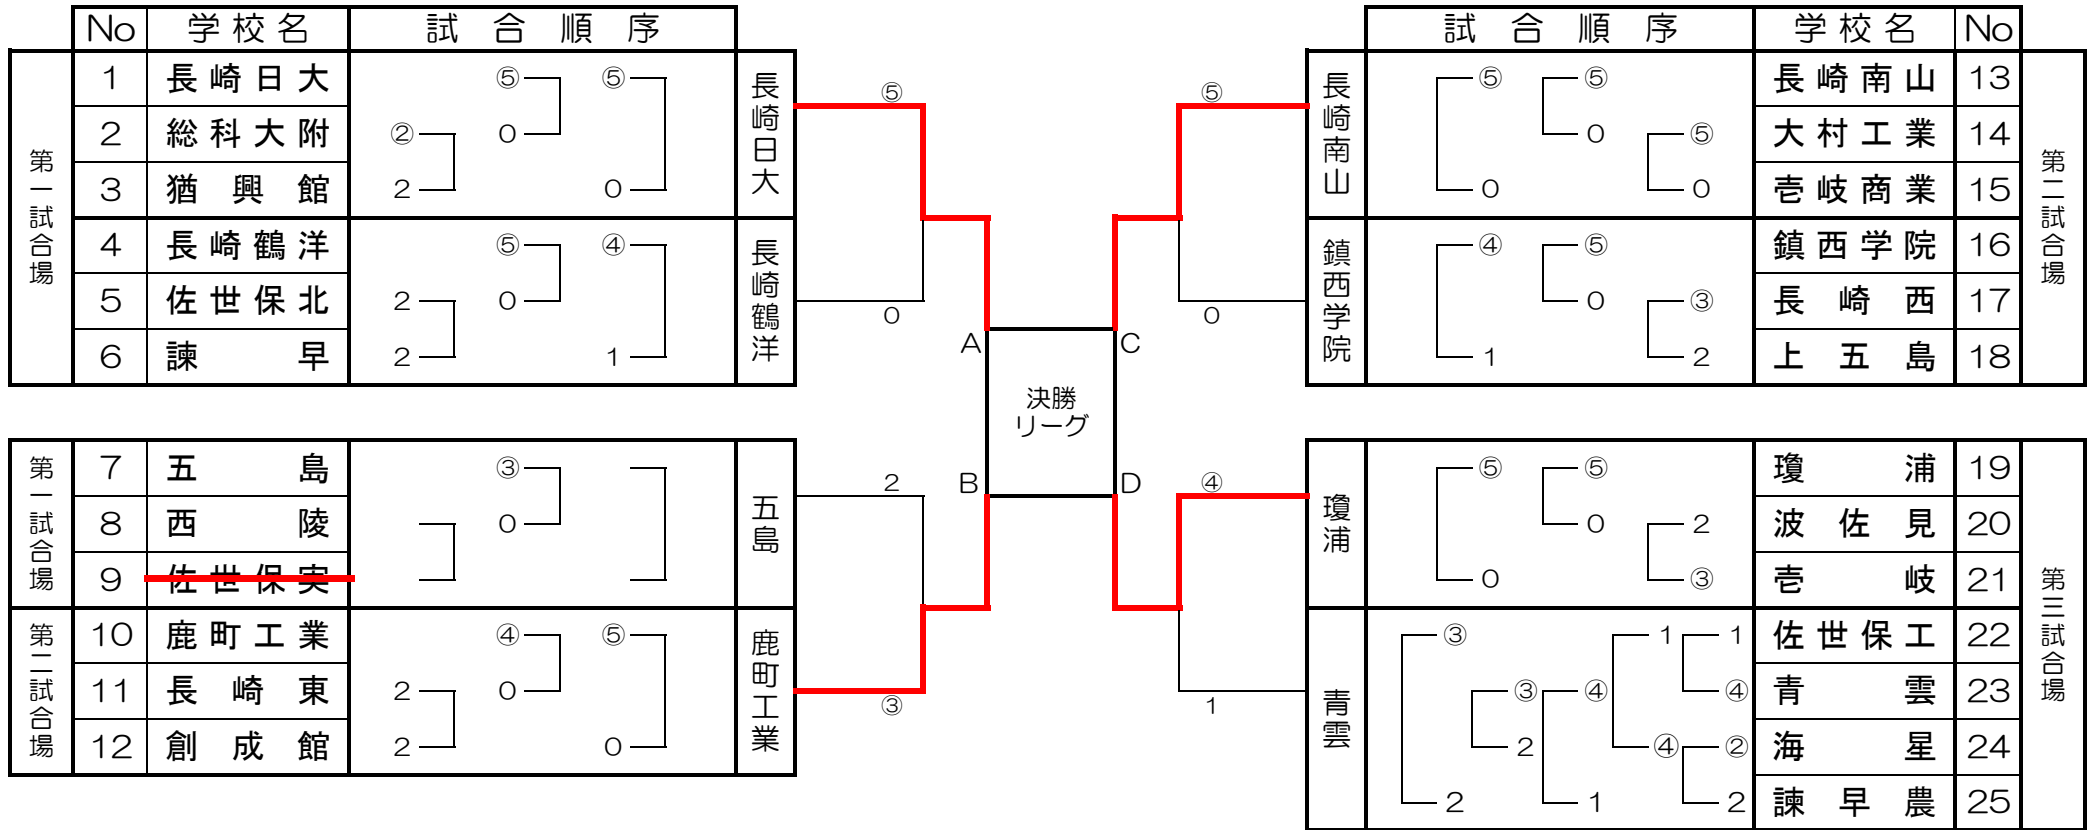 No 学校名 試合順序
第一試合場
1 長崎日大 ⑤ ⑤
2 総科大附 ② 0
3 猶興館 2 0
長崎日大
4 長崎鶴洋 ⑤ ④
5 佐世保北 2 0
6 諫早 2 1
長崎鶴洋
第一試合場
7 五島 ③
8 西陵 0
9 佐世保実
五島
第二試合場
10 鹿町工業 ④ ⑤
11 長崎東 2 0
12 創成館 2 0
鹿町工業
⑤
0
2
③
A
B
C
D
決勝
リーグ
⑤
0
④
1
試合順序 学校名 No
長崎南山
⑤ ⑤ 長崎南山 13
0 ⑤ 大村工業 14
0 0 壱岐商業 15
第二試合場
鎮西学院
④ ⑤ 鎮西学院 16
0 ③ 長崎西 17
1 2 上五島 18
瓊浦
⑤ ⑤ 瓊浦 19
0 2 波佐見 20
0 ③ 壱岐 21
第三試合場
青雲
③ 1 1 佐世保工 22
③ ④ ④ 青雲 23
2 ④ ② 海星 24
2 1 2 諫早農 25